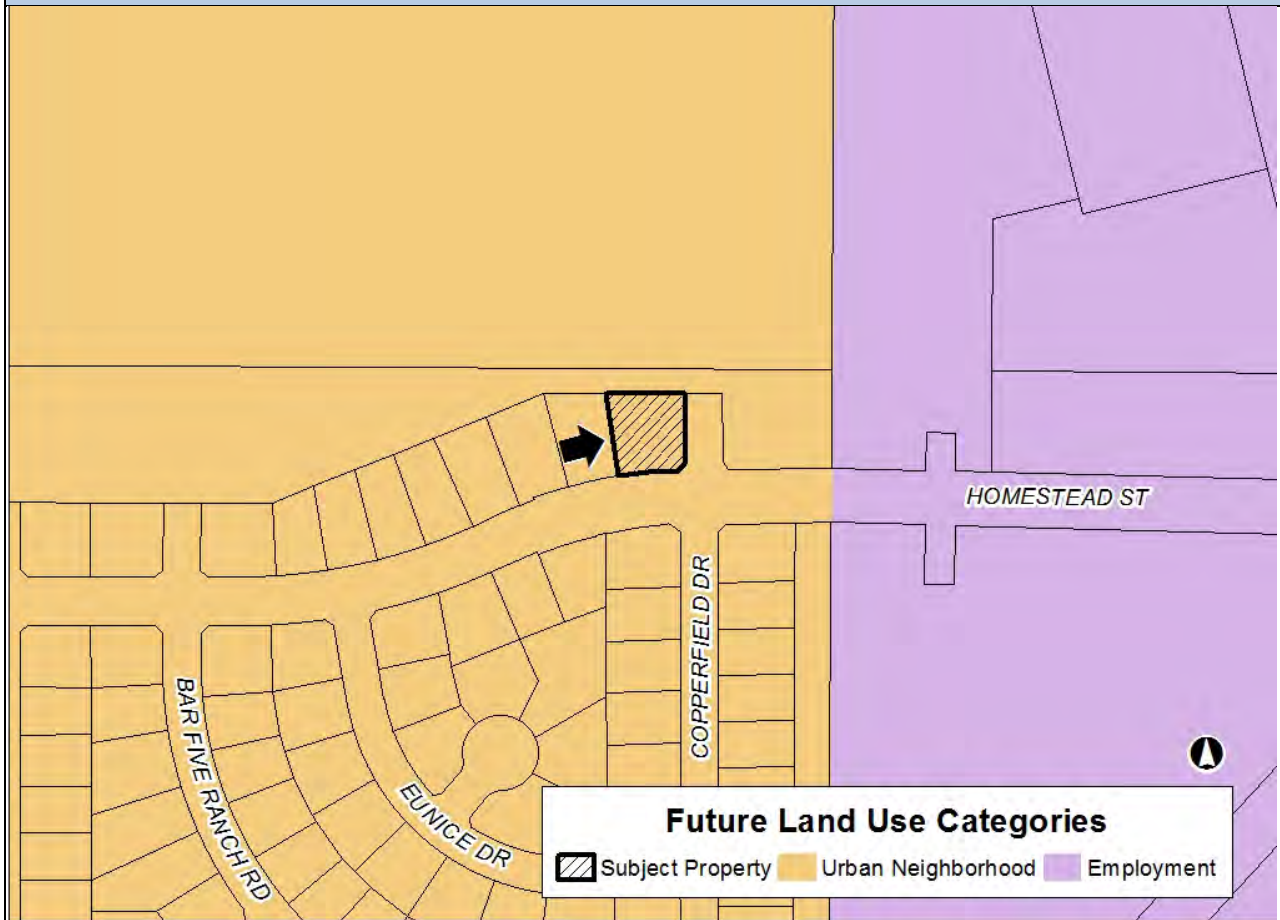 HOMESTEAD ST
COPPERFIELD DR
BAR FIVE RANCH RD
EUNICE DR
Future Land Use Categories
Subject Property Urban Neighborhood Employment